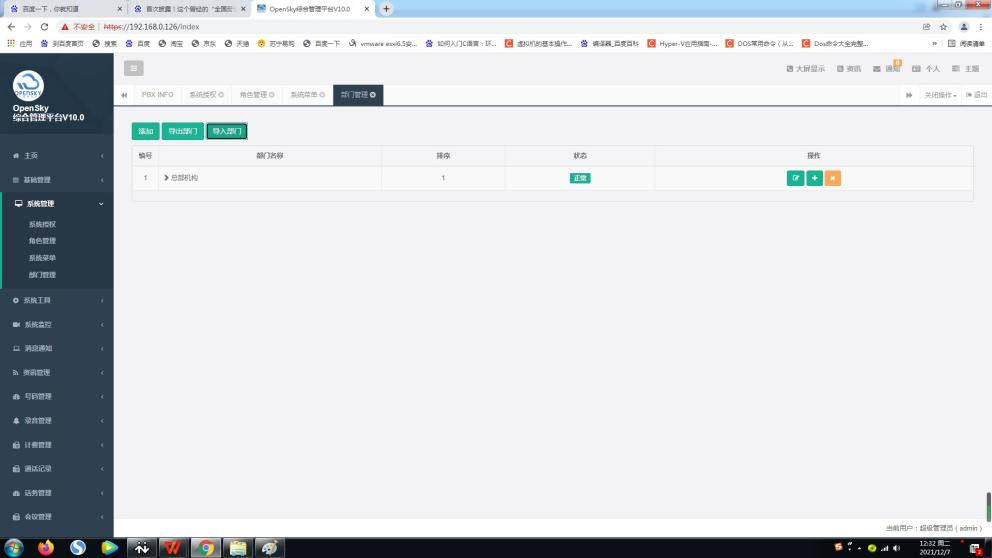 百度一下，你就知道
首次披露！这个曾经的“全国
OpenSky综合管理平台V10.0
不安全 | https://192.168.0.126/index
应用 到百度首页 搜索 百度 淘宝 京东 天猫 苏宁易购 百度一下 vmware esxi6.5安... 如何入门C语言：环... 虚拟机的基本操作... 编译器_百度百科 Hyper-V应用指南-... DOS常用命令（从... Dos命令大全完整... » 阅读清单
OPENSKY
OpenSky
综合管理平台V10.0
大屏显示 资讯 通知 个人 主题
PBX INFO 系统授权 角色管理 系统菜单 部门管理 关闭操作 退出
添加 导出部门 导入部门
编号 部门名称 排序 状态 操作
1 总部机构 1 正常
主页
基础管理
系统管理
系统授权
角色管理
系统菜单
部门管理
系统工具
系统监控
消息通知
资讯管理
号码管理
录音管理
计费管理
通话记录
话务管理
会议管理
当前用户：超级管理员（admin）
12:32 周二
2021/12/7